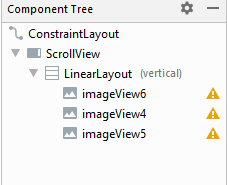 Component Tree
ConstraintLayout
ScrollView
LinearLayout (vertical)
imageView6
imageView4
imageView5